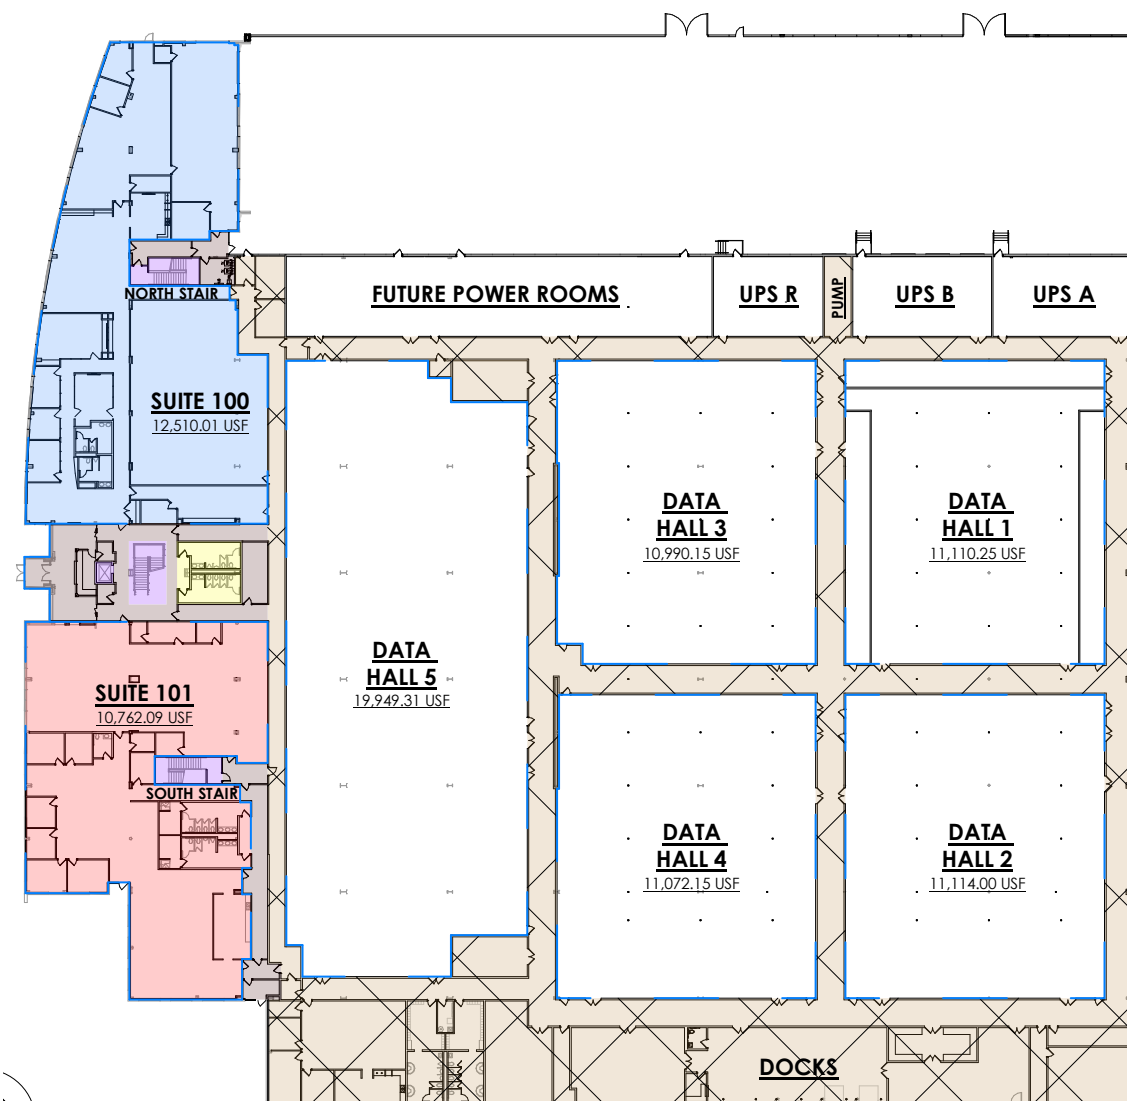 FUTURE POWER ROOMS
UPS R
PUMP
UPS B
UPS A
NORTH STAIR
SUITE 100
12,510.01 USF
DATA
HALL 3
10,990.15 USF
DATA
HALL 1
11,110.25 USF
DATA
HALL 5
19,949.31 USF
SUITE 101
10,762.09 USF
SOUTH STAIR
DATA
HALL 4
11,072.15 USF
DATA
HALL 2
11,114.00 USF
DOCKS